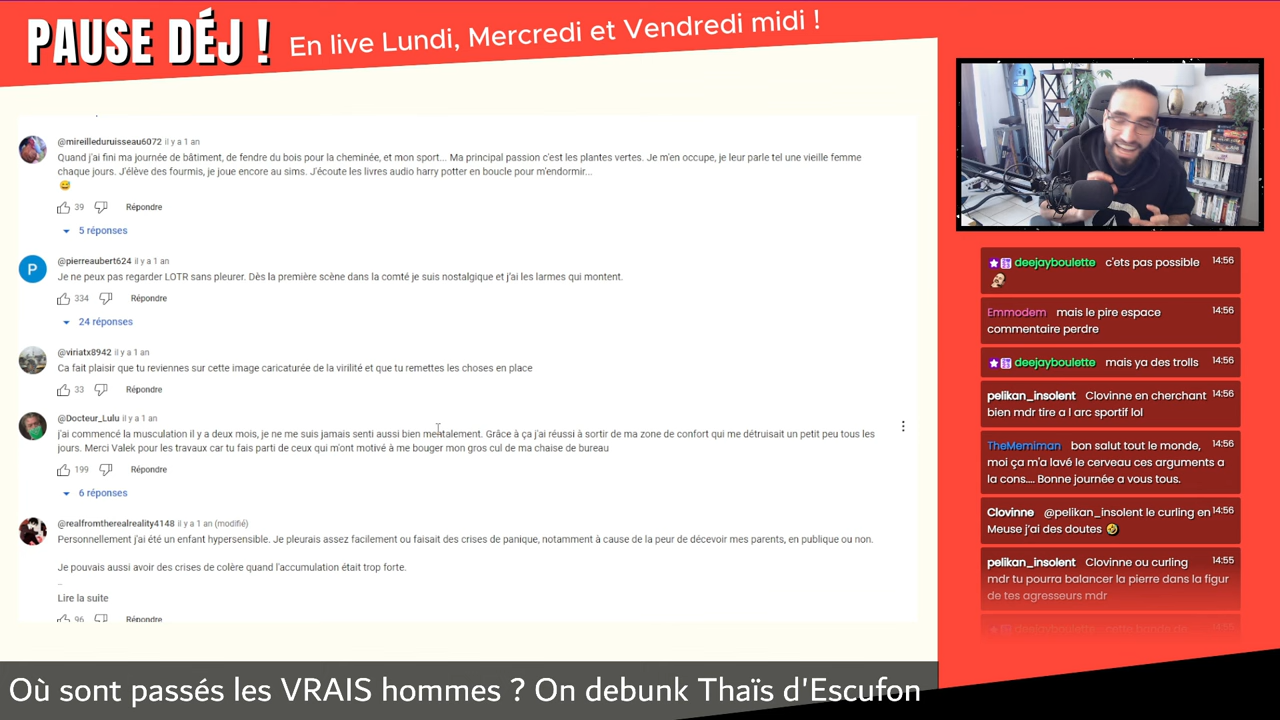 PAUSE DÉJ !
En live Lundi, Mercredi et Vendredi midi !
@mireilleduruisseau6072 il y a 1 an
Quand j'ai fini ma journée de bâtiment, de fendre du bois pour la cheminée, et mon sport... Ma principal passion c'est les plantes vertes. Je m'en occupe, je leur parle tel une vieille femme
chaque jours. J'élève des fourmis, je joue encore au sims. J'écoute les livres audio harry potter en boucle pour m'endormir...
39
Répondre
5 réponses
P
@pierreaubert624 il y a 1 an
Je ne peux pas regarder LOTR sans pleurer. Dès la première scène dans la comté je suis nostalgique et j'ai les larmes qui montent.
334
Répondre
24 réponses
@viriatx8942 il y a 1 an
Ca fait plaisir que tu reviennes sur cette image caricaturée de la virilité et que tu remettes les choses en place
33
Répondre
@Docteur_Lulu il y a 1 an
j'ai commencé la musculation il y a deux mois, je ne me suis jamais senti aussi bien mentalement. Grâce à ça j'ai réussi à sortir de ma zone de confort qui me détruisait un petit peu tous les
jours. Merci Valek pour les travaux car tu fais parti de ceux qui m'ont motivé à me bouger mon gros cul de ma chaise de bureau
199
Répondre
6 réponses
@realfromtherealreality4148 il y a 1 an (modifié)
Personnellement j'ai été un enfant hypersensible. Je pleurais assez facilement ou faisait des crises de panique, notamment à cause de la peur de décevoir mes parents, en publique ou non.
Je pouvais aussi avoir des crises de colère quand l'accumulation était trop forte.
..
Lire la suite
96
Répondre
deejayboulette c'ets pas possible 14:56
Emmodem mais le pire espace 14:56
commentaire perdre
deejayboulette mais ya des trolls 14:56
pelikan_insolent Clovinne en cherchant 14:56
bien mdr tire a l arc sportif lol
TheMemiman bon salut tout le monde, 14:56
moi ça m'a lavé le cerveau ces arguments a
la cons.... Bonne journée a vous tous.
Clovinne @pelikan_insolent le curling en 14:56
Meuse j'ai des doutes
pelikan_insolent Clovinne ou curling 14:55
mdr tu pourra balancer la pierre dans la figur
de tes agresseurs mdr
deejayboulette cette bande de
Où sont passés les VRAIS hommes ? On debunk Thaïs d'Escufon